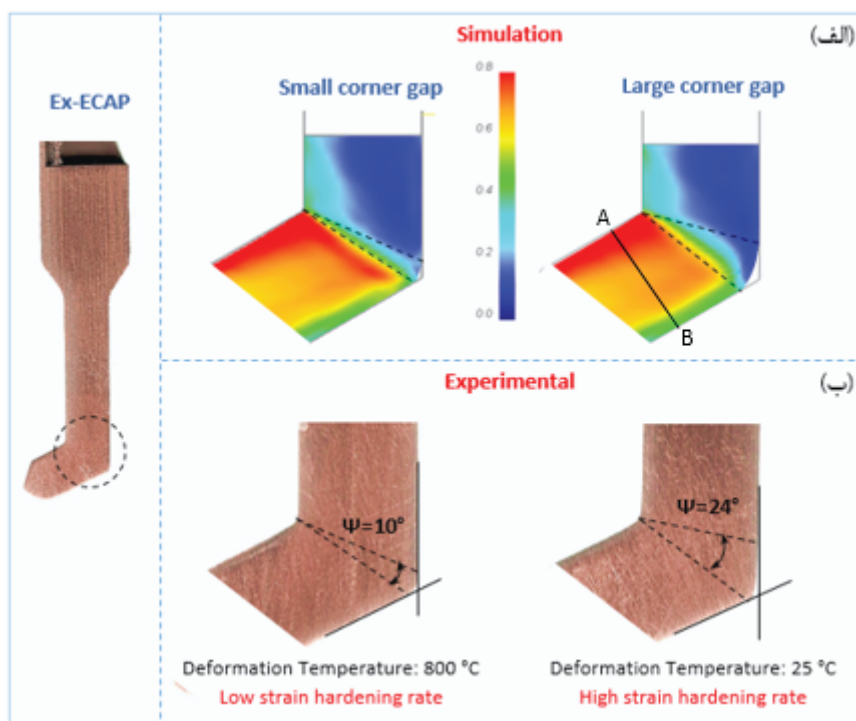 Simulation
(الف)
Ex-ECAP
Small corner gap
Large corner gap
0.8
0.6
0.4
0.2
0.0
A
B
Experimental
(ب)
Ψ=10°
Ψ=24°
Deformation Temperature: 800 °C
Low strain hardening rate
Deformation Temperature: 25 °C
High strain hardening rate